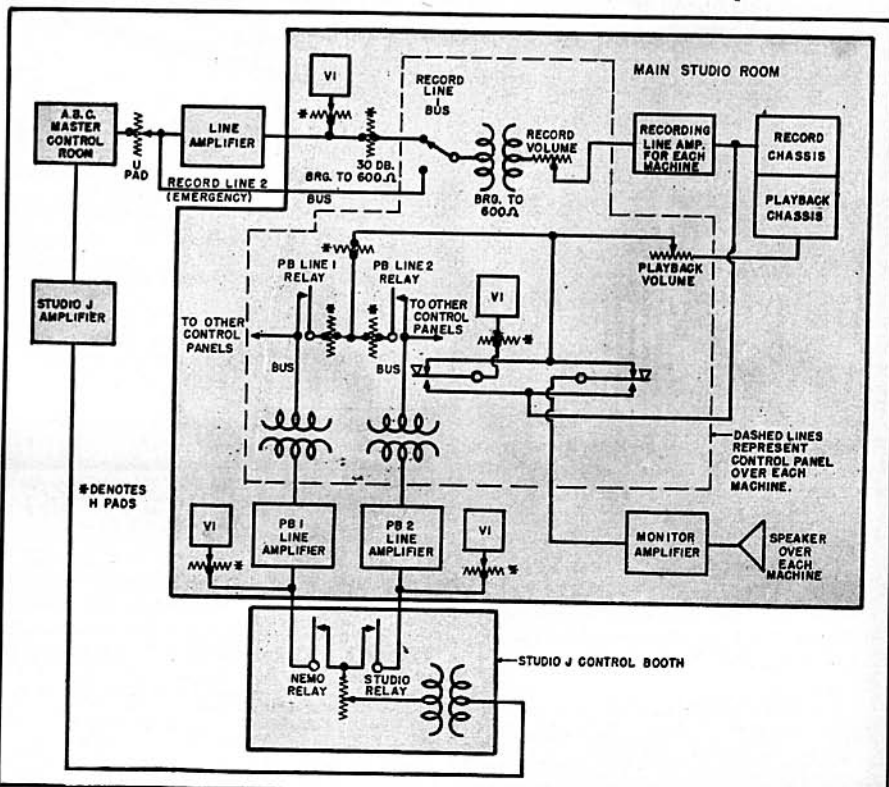 MAIN STUDIO ROOM
VI
*
*
RECORD
LINE
1
BUS
A.B.C.
MASTER
CONTROL
ROOM
U
PAD
LINE
AMPLIFIER
30 DB.
BRG. TO 600Ω
RECORD LINE 2
(EMERGENCY)
BUS
RECORD
VOLUME
BRG. TO
600Ω
RECORDING
LINE AMP.
FOR EACH
MACHINE
RECORD
CHASSIS
PLAYBACK
CHASSIS
PLAYBACK
VOLUME
*
PB LINE 1
RELAY
PB LINE 2
RELAY
STUDIO J
AMPLIFIER
TO OTHER
CONTROL
PANELS
*
*
TO OTHER
CONTROL
PANELS
VI
*
BUS
BUS
DASHED LINES
REPRESENT
CONTROL PANEL
OVER EACH
MACHINE.
*DENOTES
H PADS
VI
*
PB 1
LINE
AMPLIFIER
PB 2
LINE
AMPLIFIER
VI
*
MONITOR
AMPLIFIER
SPEAKER
OVER
EACH
MACHINE
NEMO
RELAY
STUDIO
RELAY
STUDIO J CONTROL BOOTH